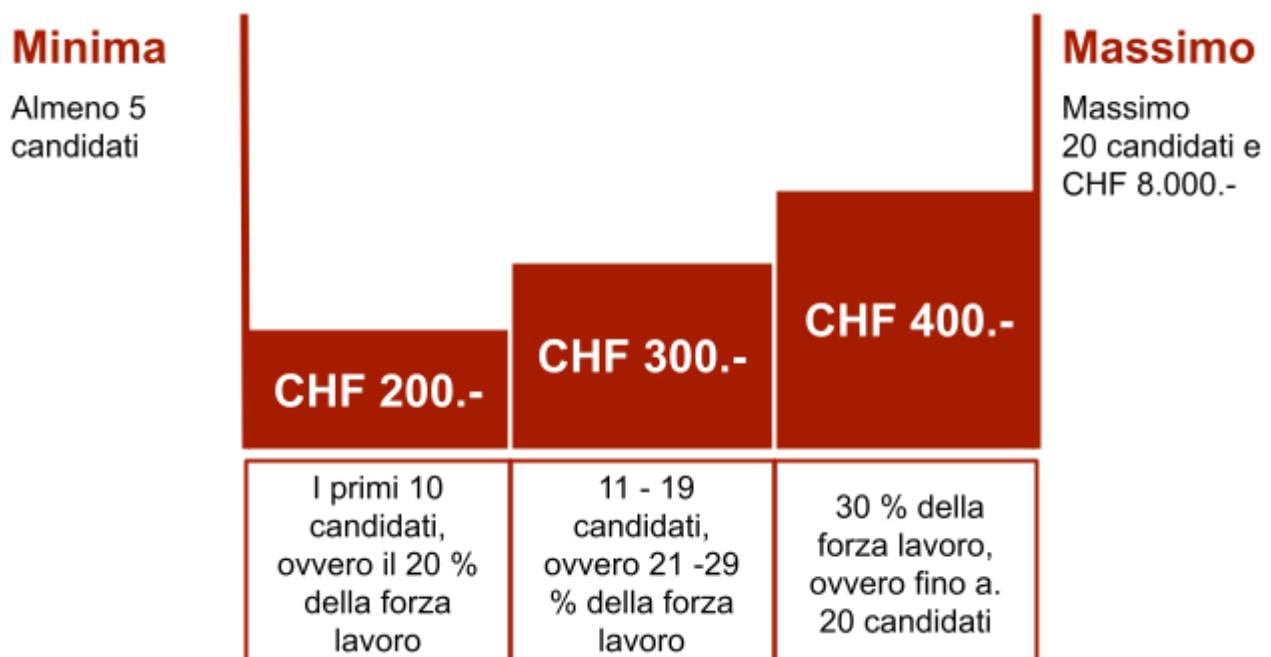 Minima
Almeno 5
candidati
Massimo
Massimo
20 candidati e
CHF 8.000.-
CHF 200.-
CHF 300.-
CHF 400.-
I primi 10
candidati,
ovvero il 20 %
della forza
lavoro
11 - 19
candidati,
ovvero 21 -29
% della forza
lavoro
30 % della
forza lavoro,
ovvero fino a.
20 candidati